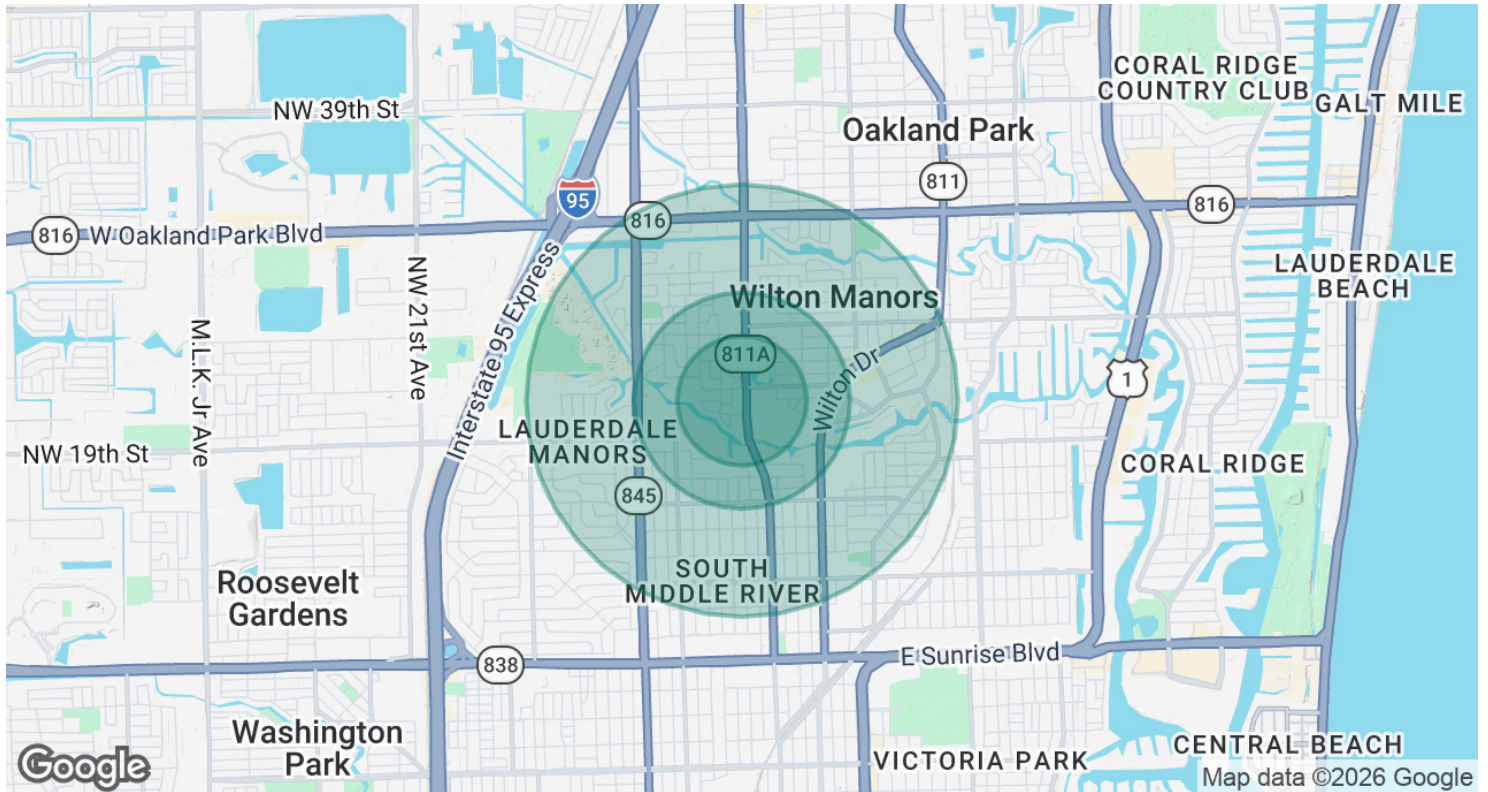 CORAL RIDGE
COUNTRY CLUB
GALT MILE
NW 39th St
Oakland Park
95
811
816
816
816
W Oakland Park Blvd
LAUDERDALE
BEACH
Interstate 95 Express
NW 21st Ave
Wilton Manors
M.L.K. Jr Ave
811A
Wilton Dr
1
LAUDERDALE
MANORS
NW 19th St
CORAL RIDGE
845
SOUTH
MIDDLE RIVER
Roosevelt
Gardens
838
E Sunrise Blvd
Washington
Park
VICTORIA PARK
CENTRAL BEACH
Google
Map data ©2026 Google